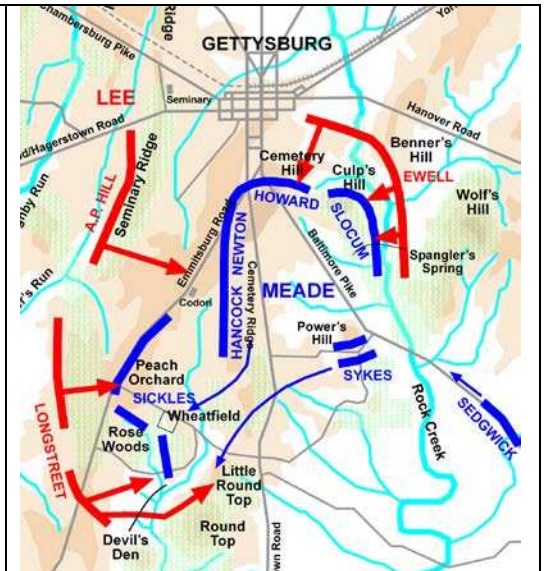 Chambersburg Pike
Ridge
York
GETTYSBURG
LEE
Seminary
Hanover Road
d/Hagerstown Road
Benner's
Hill
Cemetery
Hill
Culp's
Hill
EWELL
Wolf's
Hill
HOWARD
SLOCUM
A.P. HILL
Seminary Ridge
Emmitsburg Road
Baltimore Pike
Spangler's
Spring
HANCOCK NEWTON
Cemetery Ridge
MEADE
Codori
Power's
Hill
Peach
Orchard
SICKLES
SYKES
Wheatfield
Rose
Woods
LONGSTREET
Rock Creek
SEDGWICK
Little
Round
Top
Round
Top
Devil's
Den
wn Road
r's Run
by Run